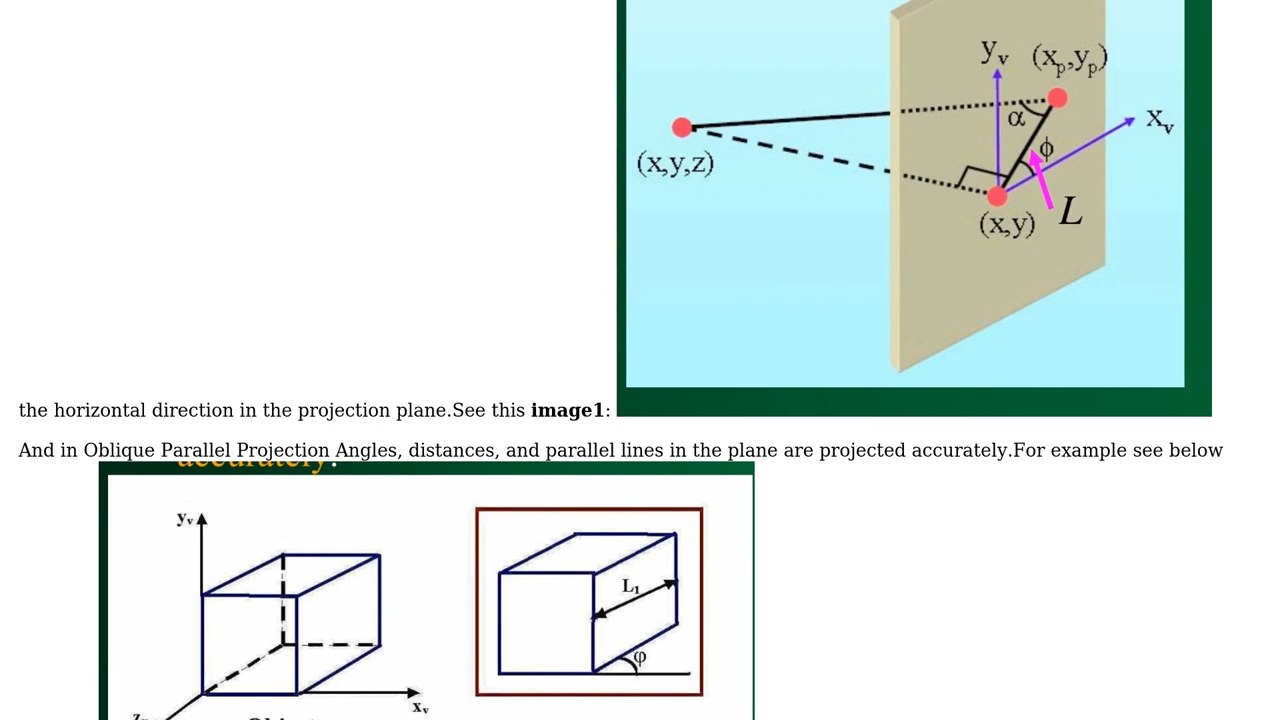 yv (xp,yp)
α
xv
(x,y,z)
ϕ
(x,y) L
the horizontal direction in the projection plane.See this image1:
And in Oblique Parallel Projection Angles, distances, and parallel lines in the plane are projected accurately.For example see below
accurately.
yv
L1
φ
xv